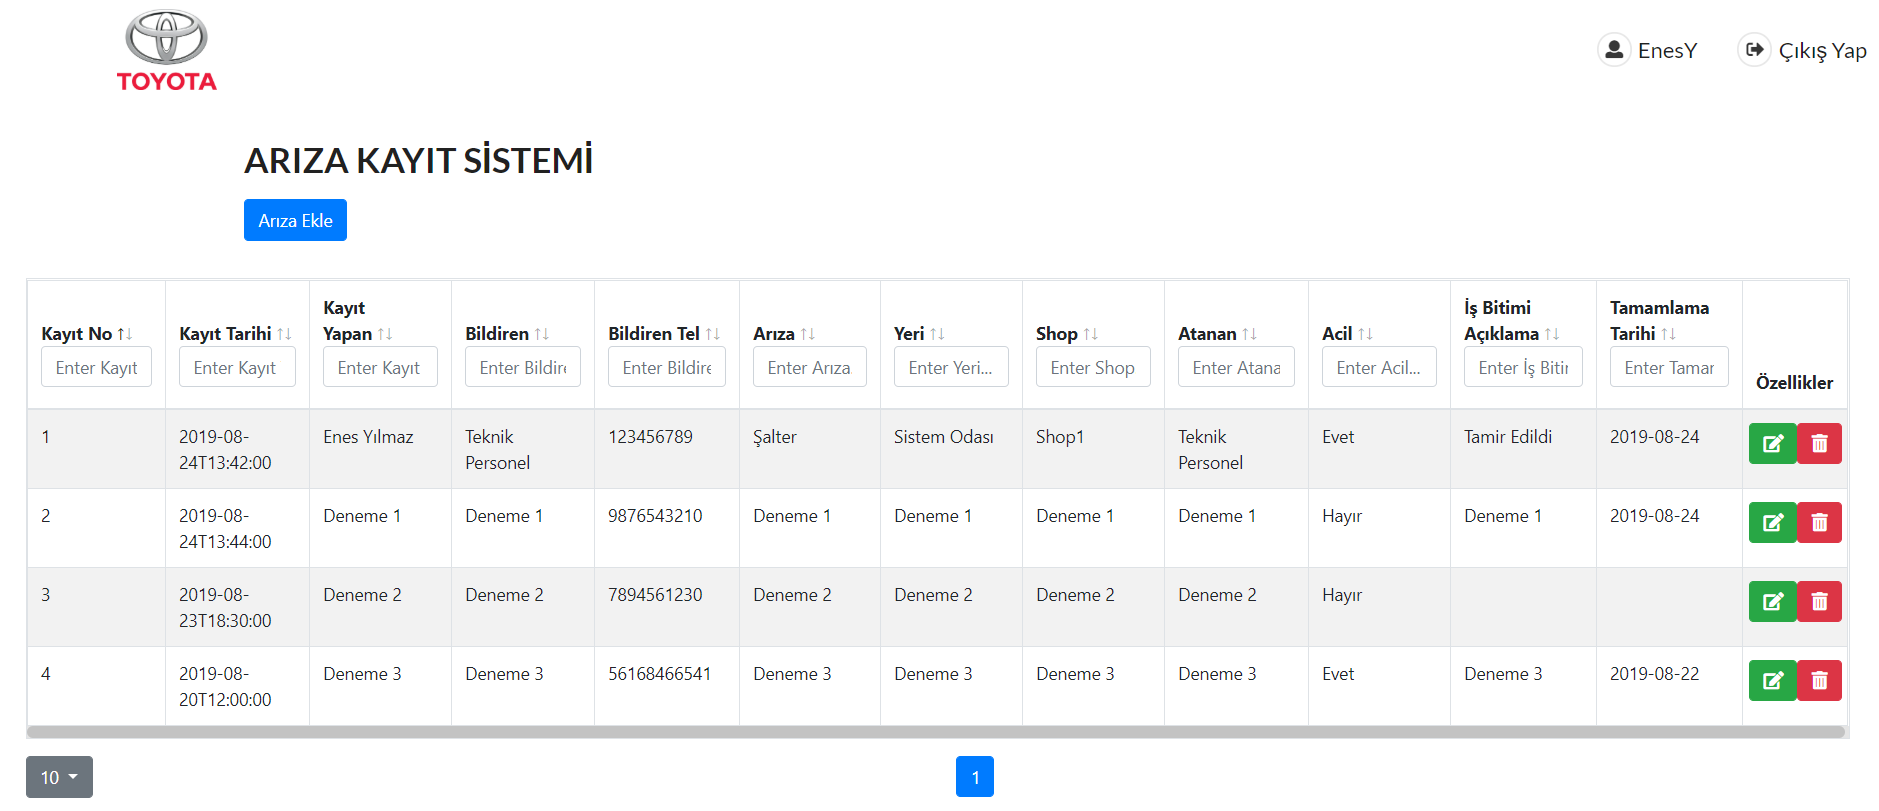 TOYOTA
EnesY
Çıkış Yap
ARIZA KAYIT SİSTEMİ
Arıza Ekle
Kayıt No ↑↓
Kayıt Tarihi ↑↓
Kayıt
Yapan ↑↓
Bildiren ↑↓
Bildiren Tel ↑↓
Arıza ↑↓
Yeri ↑↓
Shop ↑↓
Atanan ↑↓
Acil ↑↓
İş Bitimi
Açıklama ↑↓
Tamamlama
Tarihi ↑↓
Özellikler
Enter Kayıt
Enter Kayıt
Enter Kayıt
Enter Bildire
Enter Bildire
Enter Arıza
Enter Yeri...
Enter Shop
Enter Atana
Enter Acil...
Enter İş Bitir
Enter Tamar
1
2019-08-
24T13:42:00
Enes Yılmaz
Teknik
Personel
123456789
Şalter
Sistem Odası
Shop1
Teknik
Personel
Evet
Tamir Edildi
2019-08-24
2
2019-08-
24T13:44:00
Deneme 1
Deneme 1
9876543210
Deneme 1
Deneme 1
Deneme 1
Deneme 1
Hayır
Deneme 1
2019-08-24
3
2019-08-
23T18:30:00
Deneme 2
Deneme 2
7894561230
Deneme 2
Deneme 2
Deneme 2
Deneme 2
Hayır
4
2019-08-
20T12:00:00
Deneme 3
Deneme 3
56168466541
Deneme 3
Deneme 3
Deneme 3
Deneme 3
Evet
Deneme 3
2019-08-22
10
1